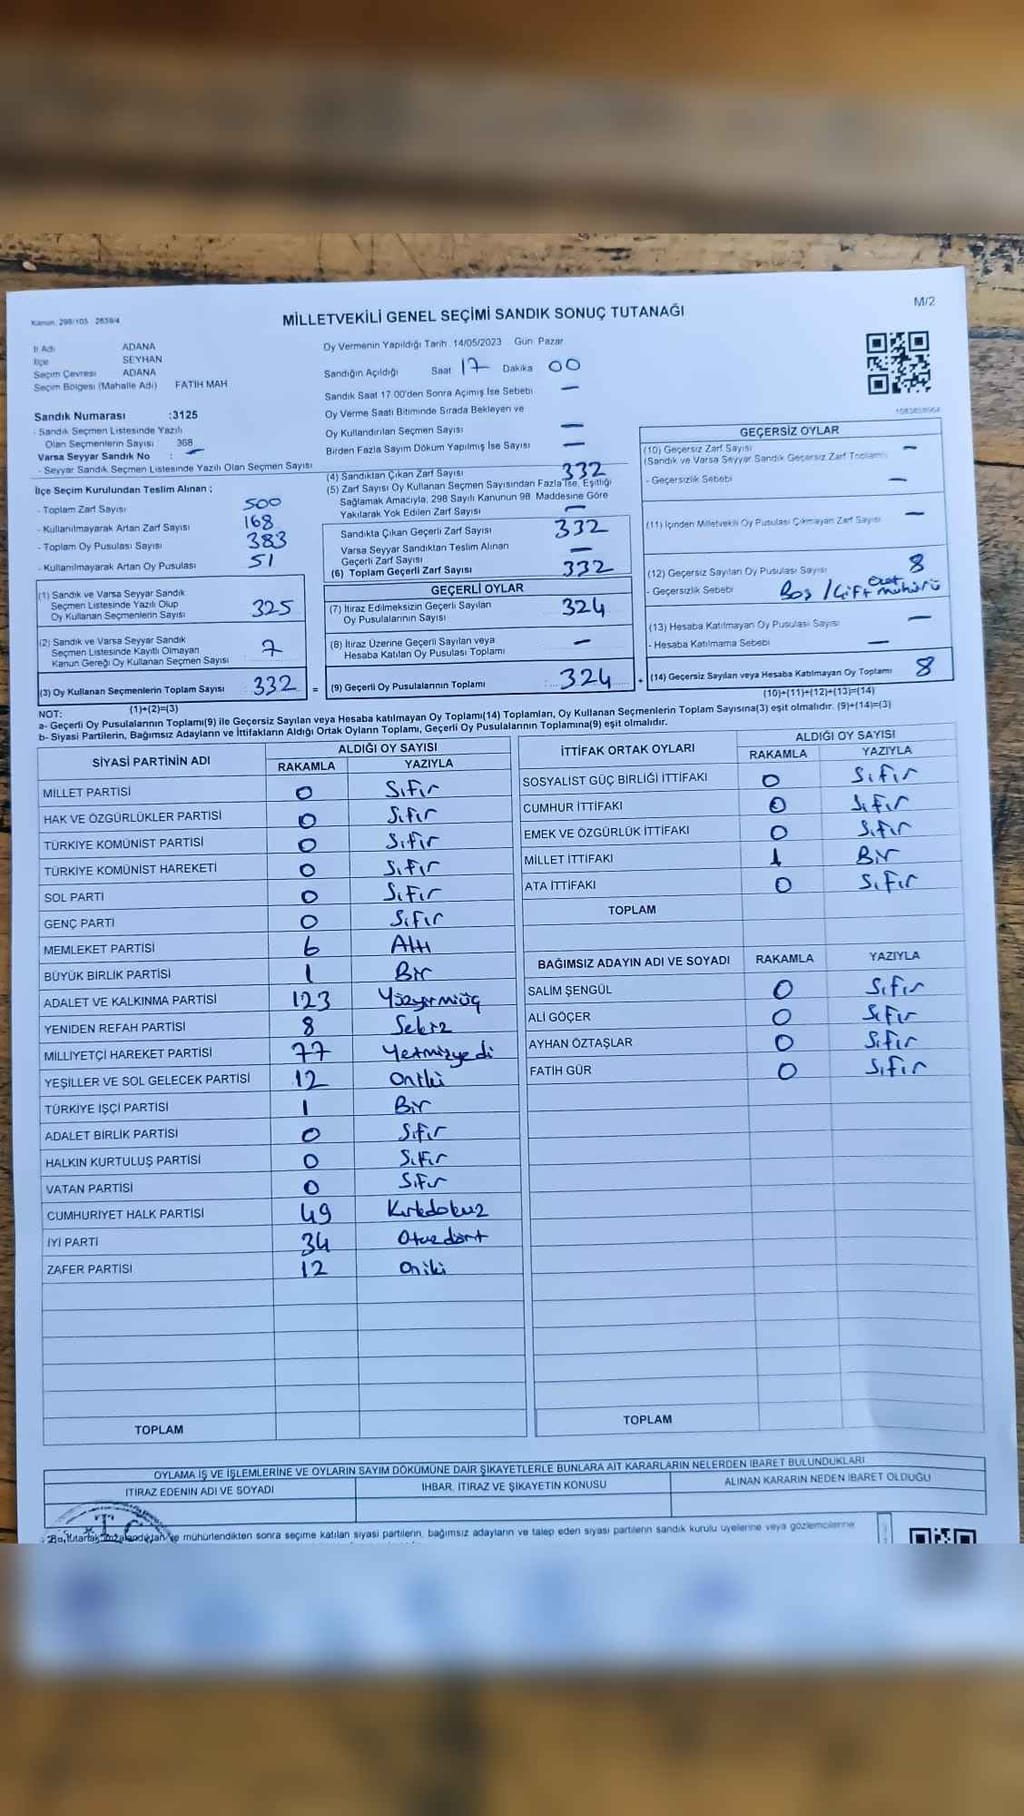 M/2
Kanun: 298/105 - 2839/4
MİLLETVEKİLİ GENEL SEÇİMİ SANDIK SONUÇ TUTANAĞI
İl Adı ADANA
İlçe SEYHAN
Seçim Çevresi ADANA
Seçim Bölgesi (Mahalle Adı) FATİH MAH
Sandık Numarası :3125
- Sandık Seçmen Listesinde Yazılı
Olan Seçmenlerin Sayısı 368
Varsa Seyyar Sandık No : -
- Seyyar Sandık Seçmen Listesinde Yazılı Olan Seçmen Sayısı
İlçe Seçim Kurulundan Teslim Alınan :
- Toplam Zarf Sayısı 500
- Kullanılmayarak Artan Zarf Sayısı 168
- Toplam Oy Pusulası Sayısı 383
- Kullanılmayarak Artan Oy Pusulası 51
(1) Sandık ve Varsa Seyyar Sandık
Seçmen Listesinde Yazılı Olup
Oy Kullanan Seçmenlerin Sayısı 325
(2) Sandık ve Varsa Seyyar Sandık
Seçmen Listesinde Kayıtlı Olmayan
Kanun Gereği Oy Kullanan Seçmen Sayısı 7
(3) Oy Kullanan Seçmenlerin Toplam Sayısı 332 =
(1)+(2)=(3)
Oy Vermenin Yapıldığı Tarih :14/05/2023 Gün: Pazar
Sandığın Açıldığı Saat 17 Dakika 00
Sandık Saat 17.00'den Sonra Açımış İse Sebebi -
Oy Verme Saati Bitiminde Sırada Bekleyen ve
Oy Kullandırılan Seçmen Sayısı -
Birden Fazla Sayım Döküm Yapılmış İse Sayısı -
(4) Sandıktan Çıkan Zarf Sayısı 332
(5) Zarf Sayısı Oy Kullanan Seçmen Sayısından Fazla İse, Eşitliği
Sağlamak Amacıyla, 298 Sayılı Kanunun 98. Maddesine Göre
Yakılarak Yok Edilen Zarf Sayısı -
Sandıkta Çıkan Geçerli Zarf Sayısı 332
Varsa Seyyar Sandıktan Teslim Alınan
Geçerli Zarf Sayısı -
(6) Toplam Geçerli Zarf Sayısı 332
GEÇERLİ OYLAR
(7) İtiraz Edilmeksizin Geçerli Sayılan
Oy Pusulalarının Sayısı 324
(8) İtiraz Üzerine Geçerli Sayılan veya
Hesaba Katılan Oy Pusulası Toplamı -
(9) Geçerli Oy Pusulalarının Toplamı : 324 +
GEÇERSİZ OYLAR
(10) Geçersiz Zarf Sayısı -
(Sandık ve Varsa Seyyar Sandık Geçersiz Zarf Toplamı)
- Geçersizlik Sebebi -
(11) İçinden Milletvekili Oy Pusulası Çıkmayan Zarf Sayısı -
(12) Geçersiz Sayılan Oy Pusulası Sayısı 8
- Geçersizlik Sebebi Boş / Çift evet mühürü
(13) Hesaba Katılmayan Oy Pusulası Sayısı -
- Hesaba Katılmama Sebebi -
(14) Geçersiz Sayılan veya Hesaba Katılmayan Oy Toplamı 8
(10)+(11)+(12)+(13)=(14)
NOT:
a- Geçerli Oy Pusulalarının Toplamı(9) ile Geçersiz Sayılan veya Hesaba katılmayan Oy Toplamı(14) Toplamları, Oy Kullanan Seçmenlerin Toplam Sayısına(3) eşit olmalıdır. (9)+(14)=(3)
b- Siyasi Partilerin, Bağımsız Adayların ve İttifakların Aldığı Ortak Oyların Toplamı, Geçerli Oy Pusulalarının Toplamına(9) eşit olmalıdır.
SİYASİ PARTİNİN ADI ALDIĞI OY SAYISI
RAKAMLA YAZIYLA
MİLLET PARTİSİ 0 Sıfır
HAK VE ÖZGÜRLÜKLER PARTİSİ 0 Sıfır
TÜRKİYE KOMÜNİST PARTİSİ 0 Sıfır
TÜRKİYE KOMÜNİST HAREKETİ 0 Sıfır
SOL PARTİ 0 Sıfır
GENÇ PARTİ 0 Sıfır
MEMLEKET PARTİSİ 6 Altı
BÜYÜK BİRLİK PARTİSİ 1 Bir
ADALET VE KALKINMA PARTİSİ 123 Yüzyirmiüç
YENİDEN REFAH PARTİSİ 8 Sekiz
MİLLİYETÇİ HAREKET PARTİSİ 77 Yetmişyedi
YEŞİLLER VE SOL GELECEK PARTİSİ 12 Oniki
TÜRKİYE İŞÇİ PARTİSİ 1 Bir
ADALET BİRLİK PARTİSİ 0 Sıfır
HALKIN KURTULUŞ PARTİSİ 0 Sıfır
VATAN PARTİSİ 0 Sıfır
CUMHURİYET HALK PARTİSİ 49 Kırkdokuz
İYİ PARTİ 34 Otuzdört
ZAFER PARTİSİ 12 Oniki
TOPLAM
İTTİFAK ORTAK OYLARI ALDIĞI OY SAYISI
RAKAMLA YAZIYLA
SOSYALİST GÜÇ BİRLİĞİ İTTİFAKI 0 Sıfır
CUMHUR İTTİFAKI 0 Sıfır
EMEK VE ÖZGÜRLÜK İTTİFAKI 0 Sıfır
MİLLET İTTİFAKI 1 Bir
ATA İTTİFAKI 0 Sıfır
TOPLAM
BAĞIMSIZ ADAYIN ADI VE SOYADI RAKAMLA YAZIYLA
SALİM ŞENGÜL 0 Sıfır
ALİ GÖÇER 0 Sıfır
AYHAN ÖZTAŞLAR 0 Sıfır
FATİH GÜR 0 Sıfır
TOPLAM
OYLAMA İŞ VE İŞLEMLERİNE VE OYLARIN SAYIM DÖKÜMÜNE DAİR ŞİKAYETLERLE BUNLARA AİT KARARLARIN NELERDEN İBARET BULUNDUKLARI
İTİRAZ EDENİN ADI VE SOYADI İHBAR, İTİRAZ VE ŞİKAYETİN KONUSU ALINAN KARARIN NEDEN İBARET OLDUĞU
T.C.
mühürlendikten sonra seçime katılan siyasi partilerin, bağımsız adayların ve talep eden siyasi partilerin sandık kurulu üyelerine veya gözlemcilerine